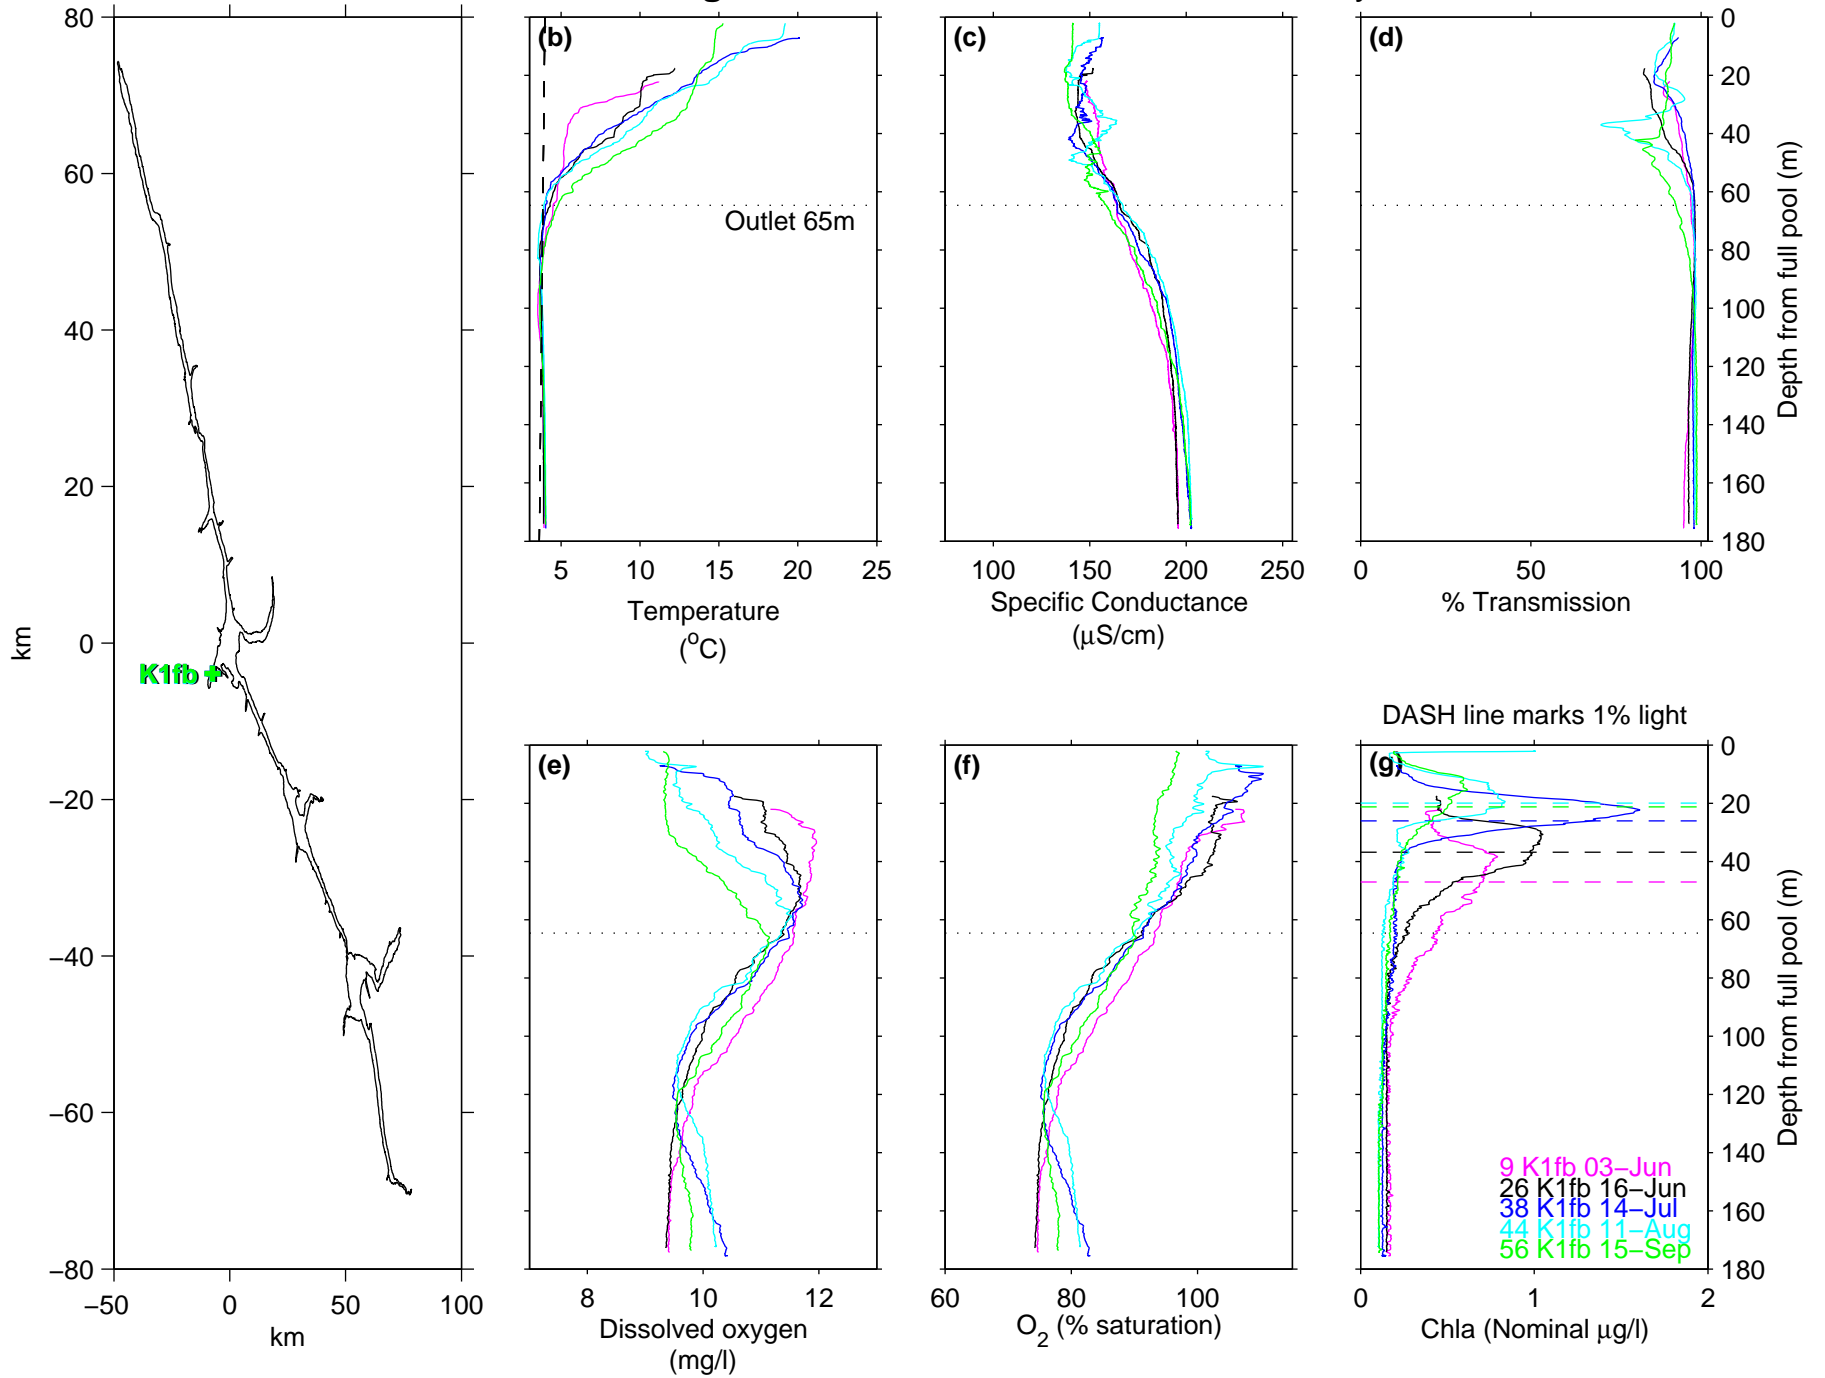 g y
80
60
40
20
0
−20
−40
−60
−80
km
−50 0 50 100
km
K1fb
(b)
Outlet 65m
5 10 15 20 25
Temperature
(°C)
(c)
100 150 200 250
Specific Conductance
(μS/cm)
(d)
0 50 100
% Transmission
0
20
40
60
80
100
120
140
160
180
Depth from full pool (m)
(e)
8 10 12
Dissolved oxygen
(mg/l)
(f)
60 80 100
O2 (% saturation)
DASH line marks 1% light
(g)
9 K1fb 03−Jun
26 K1fb 16−Jun
38 K1fb 14−Jul
44 K1fb 11−Aug
56 K1fb 15−Sep
0 1 2
Chla (Nominal μg/l)
0
20
40
60
80
100
120
140
160
180
Depth from full pool (m)